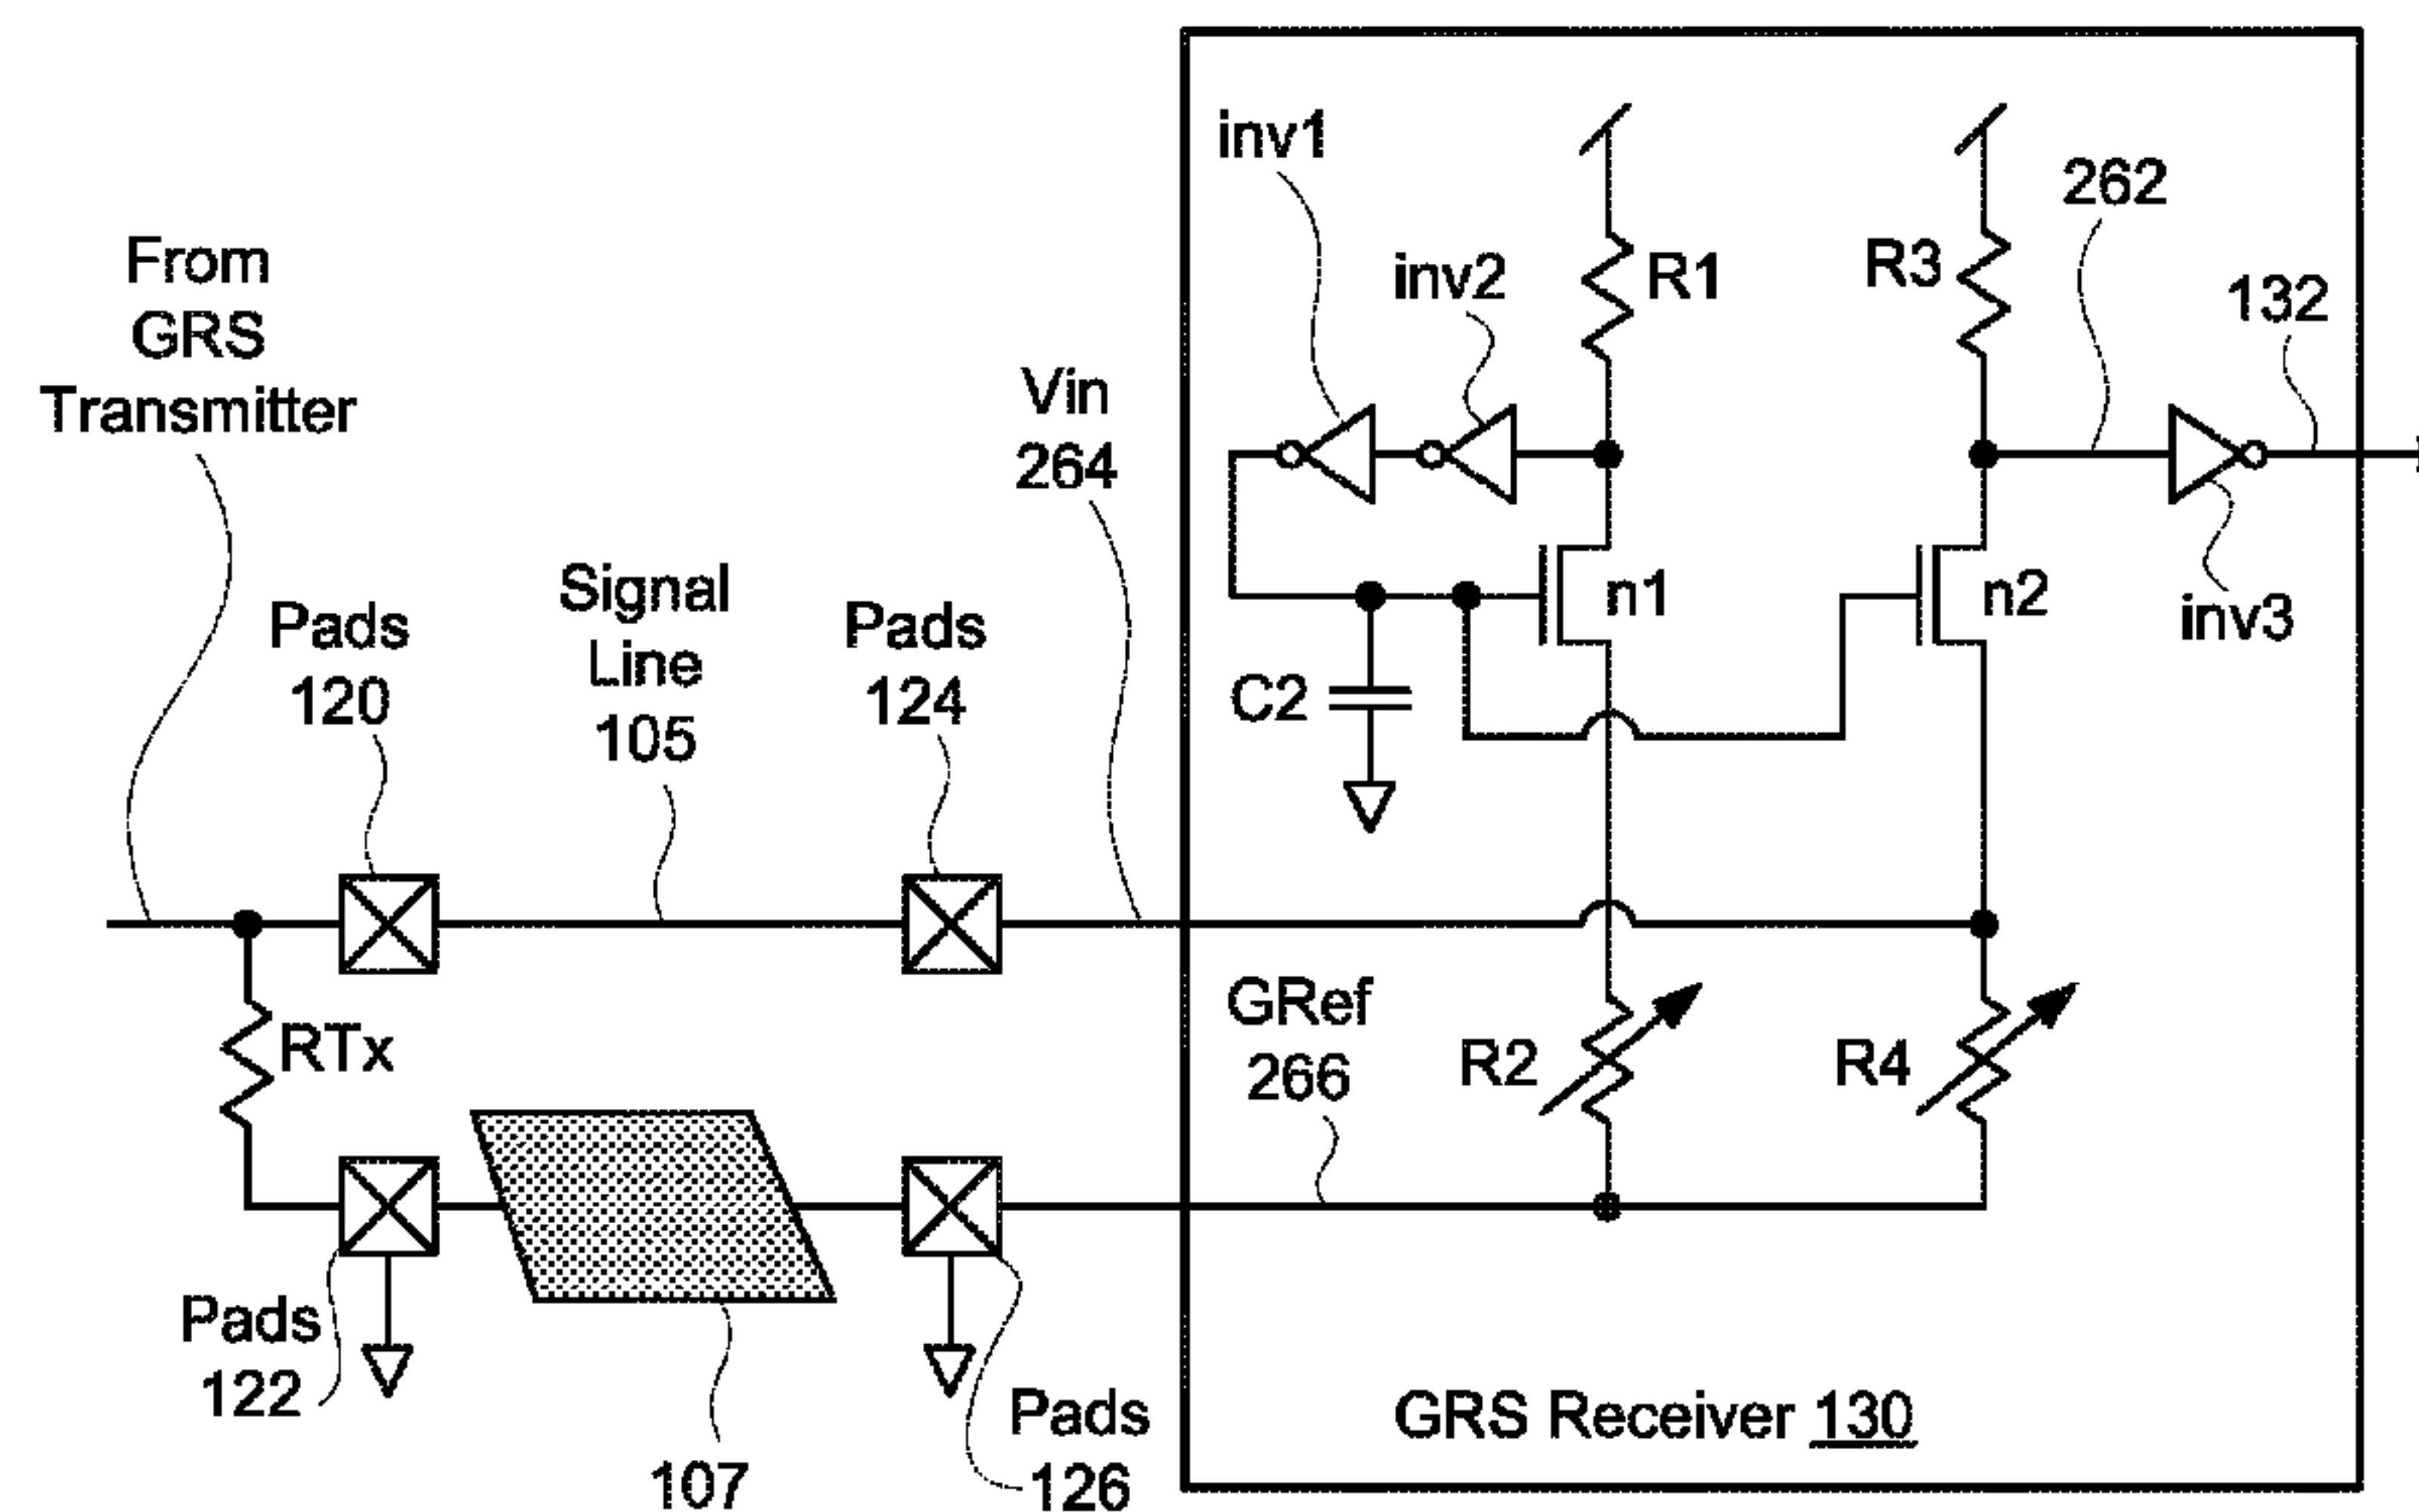 inv1
262
From
GRS
Transmitter
inv2
R1
R3
132
Vin
264
Signal
Line
105
Pads
120
Pads
124
n1
n2
inv3
C2
GRef
266
RTx
R2
R4
Pads
122
107
Pads
126
GRS Receiver 130